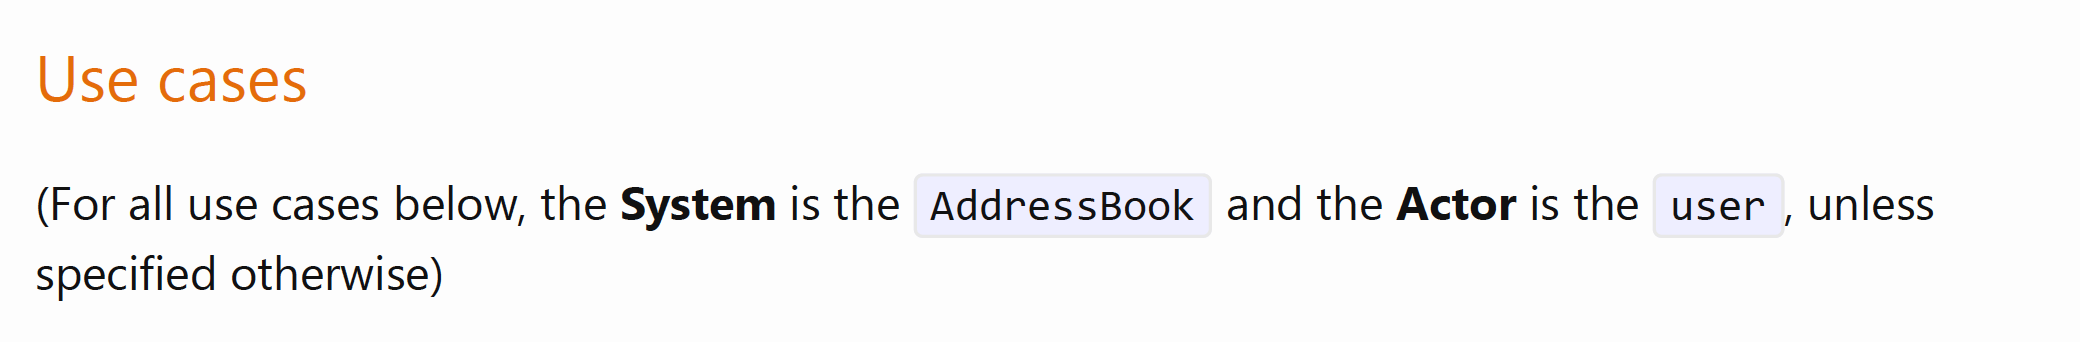 Use cases
(For all use cases below, the System is the AddressBook and the Actor is the user, unless
specified otherwise)